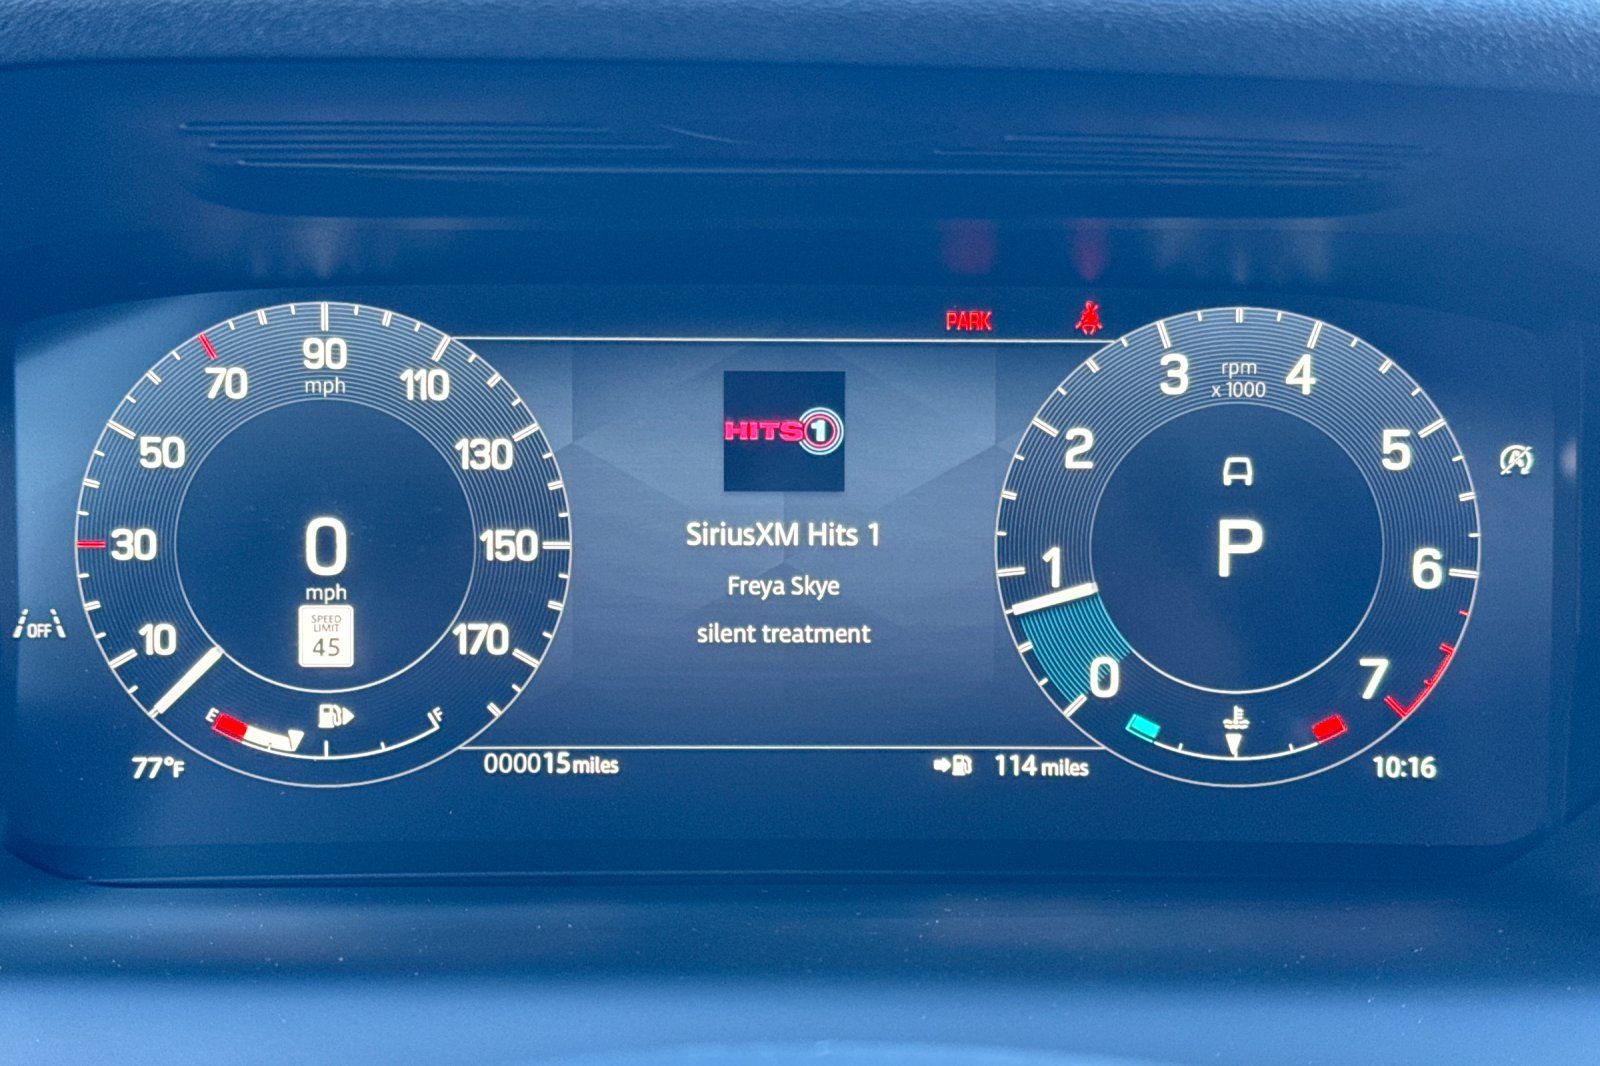 PARK
90
mph
70
110
50
130
30
150
10
170
0
mph
SPEED
LIMIT
45
E
F
77°F
000015 miles
HITS 1
SiriusXM Hits 1
Freya Skye
silent treatment
114 miles
3
rpm
x 1000
4
2
5
1
6
0
7
A
P
10:16
OFF